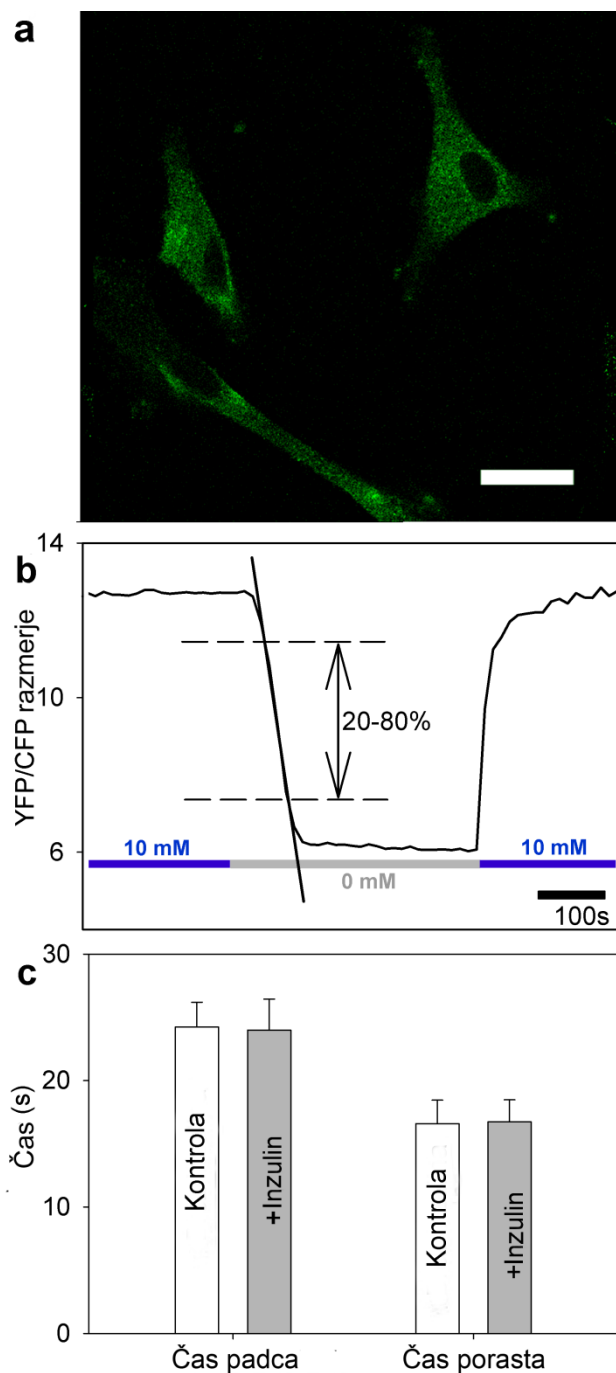 a
b
14
10
6
YFP/CFP razmerje
20-80%
10 mM
0 mM
10 mM
100s
c
30
20
10
0
Čas (s)
Kontrola
+Inzulin
Kontrola
+Inzulin
Čas padca
Čas porasta